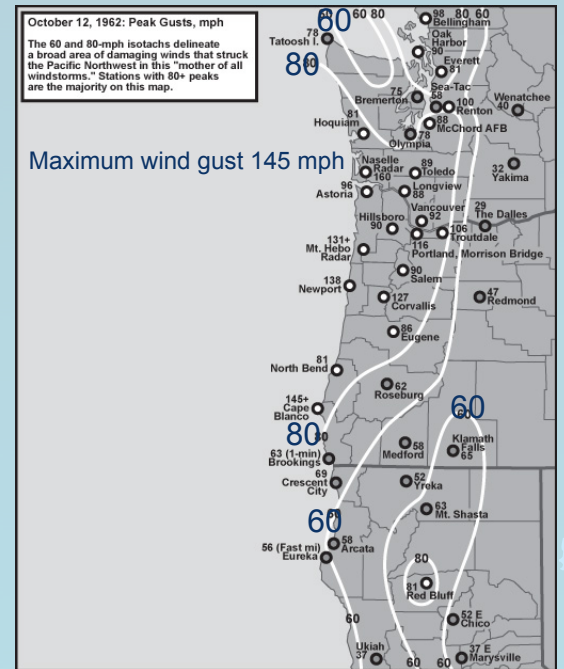 October 12, 1962: Peak Gusts, mph
The 60 and 80-mph isotachs delineate
a broad area of damaging winds that struck
the Pacific Northwest in this "mother of all
windstorms." Stations with 80+ peaks
are the majority on this map.
60
60 80
80 60
98
Bellingham
78
Tatoosh I.
Oak
Harbor
90
80
80
Everett
81
Sea-Tac
58
75
Bremerton
100
Renton
Wenatchee
40
81
Hoquiam
88
McChord AFB
78
Olympia
Maximum wind gust 145 mph
Naselle
Radar
160
89
Toledo
32
Yakima
96
Astoria
Longview
88
Vancouver
92
29
The Dalles
Hillsboro
90
106
Troutdale
116
Portland, Morrison Bridge
131+
Mt. Hebo
Radar
90
Salem
138
Newport
127
Corvallis
47
Redmond
86
Eugene
81
North Bend
62
Roseburg
145+
Cape
Blanco
60
60
80
80
58
Medford
Klamath
Falls
65
63 (1-min)
Brookings
69
Crescent
City
52
Yreka
63
Mt. Shasta
60
58
Arcata
56 (Fast mi)
Eureka
80
81
Red Bluff
60
52 E
Chico
Ukiah
37
60
60
37 E
Marysville